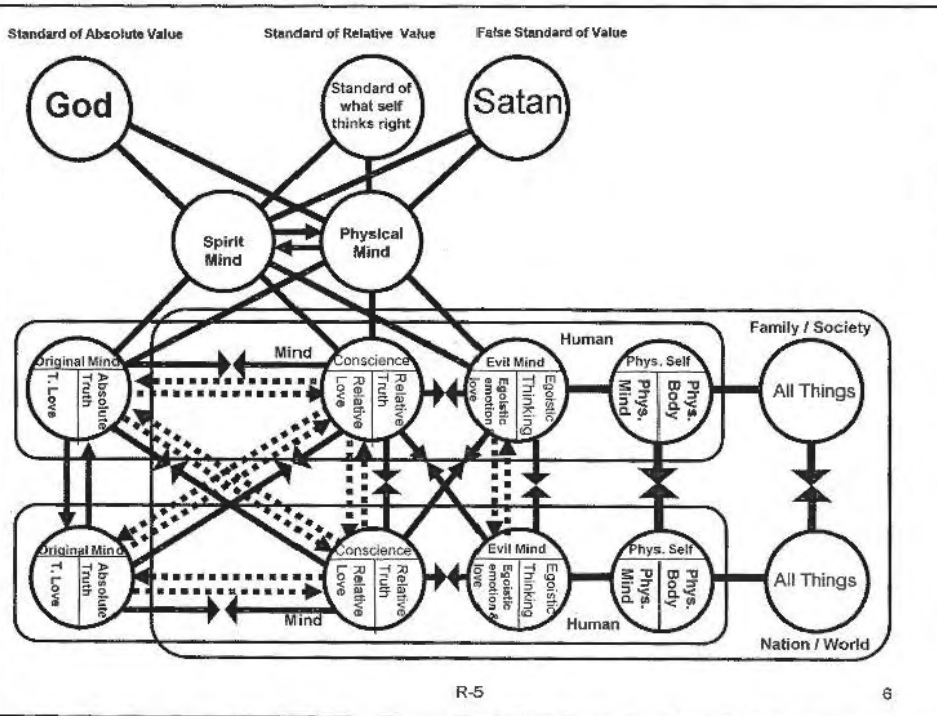 Standard of Absolute Value
Standard of Relative Value
False Standard of Value
God
Standard of
what self
thinks right
Satan
Spirit
Mind
Physical
Mind
Family / Society
Human
Mind
Original Mind
Absolute
Truth
T. Love
Conscience
Relative
Truth
Relative
Love
Evil Mind
Egoistic
Thinking
Egoistic
emotion &
love
Phys. Self
Phys.
Body
Phys.
Mind
All Things
Original Mind
Absolute
Truth
T. Love
Conscience
Relative
Truth
Relative
Love
Evil Mind
Egoistic
Thinking
Egoistic
emotion &
love
Phys. Self
Phys.
Body
Phys.
Mind
All Things
Mind
Human
Nation / World
R-5
6